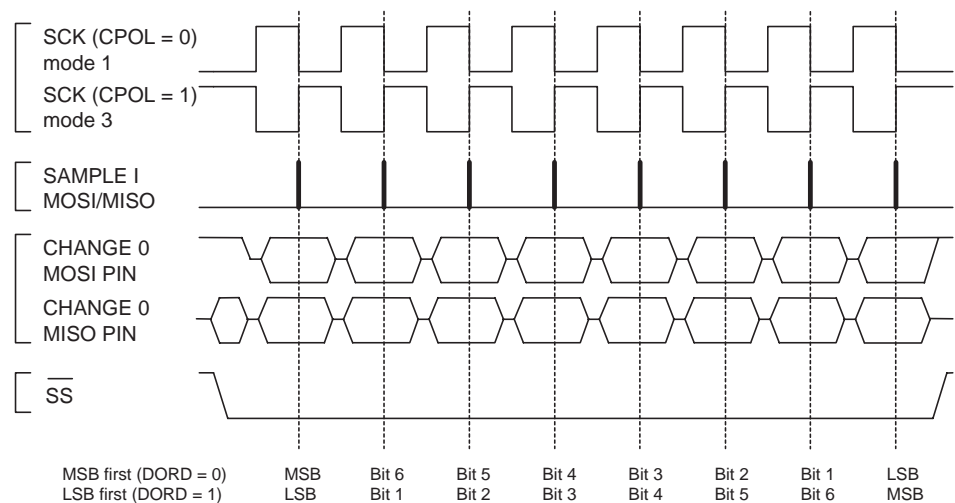 SCK (CPOL = 0)
mode 1
SCK (CPOL = 1)
mode 3
SAMPLE I
MOSI/MISO
CHANGE 0
MOSI PIN
CHANGE 0
MISO PIN
SS
MSB first (DORD = 0) MSB Bit 6 Bit 5 Bit 4 Bit 3 Bit 2 Bit 1 LSB
LSB first (DORD = 1) LSB Bit 1 Bit 2 Bit 3 Bit 4 Bit 5 Bit 6 MSB